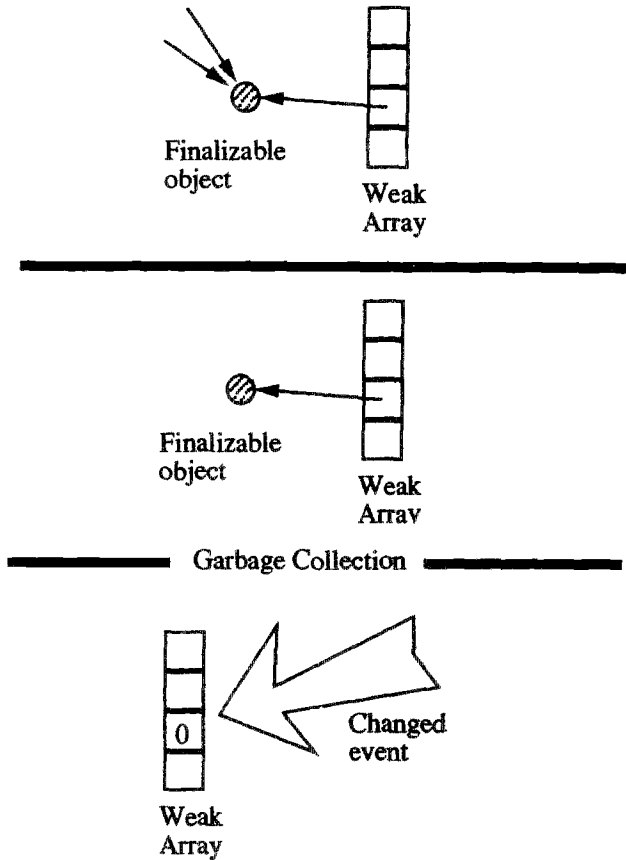 Finalizable
object
Weak
Array
Finalizable
object
Weak
Array
Garbage Collection
0
Changed
event
Weak
Array